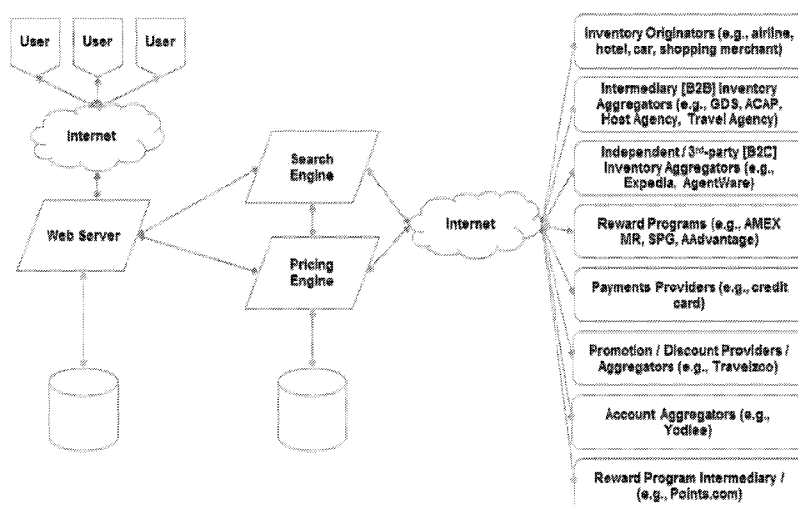 User
User
User
Internet
Web Server
Search
Engine
Pricing
Engine
Internet
Inventory Originators (e.g., airline,
hotel, car, shopping merchant)
Intermediary [B2B] Inventory
Aggregators (e.g., GDS, ACAP,
Host Agency, Travel Agency)
Independent / 3rd-party [B2C]
Inventory Aggregators (e.g.,
Expedia, AgentWare)
Reward Programs (e.g., AMEX
MR, SPG, AAdvantage)
Payments Providers (e.g., credit
card)
Promotion / Discount Providers /
Aggregators (e.g., Travelzoo)
Account Aggregators (e.g.,
Yodlee)
Reward Program Intermediary /
(e.g., Points.com)